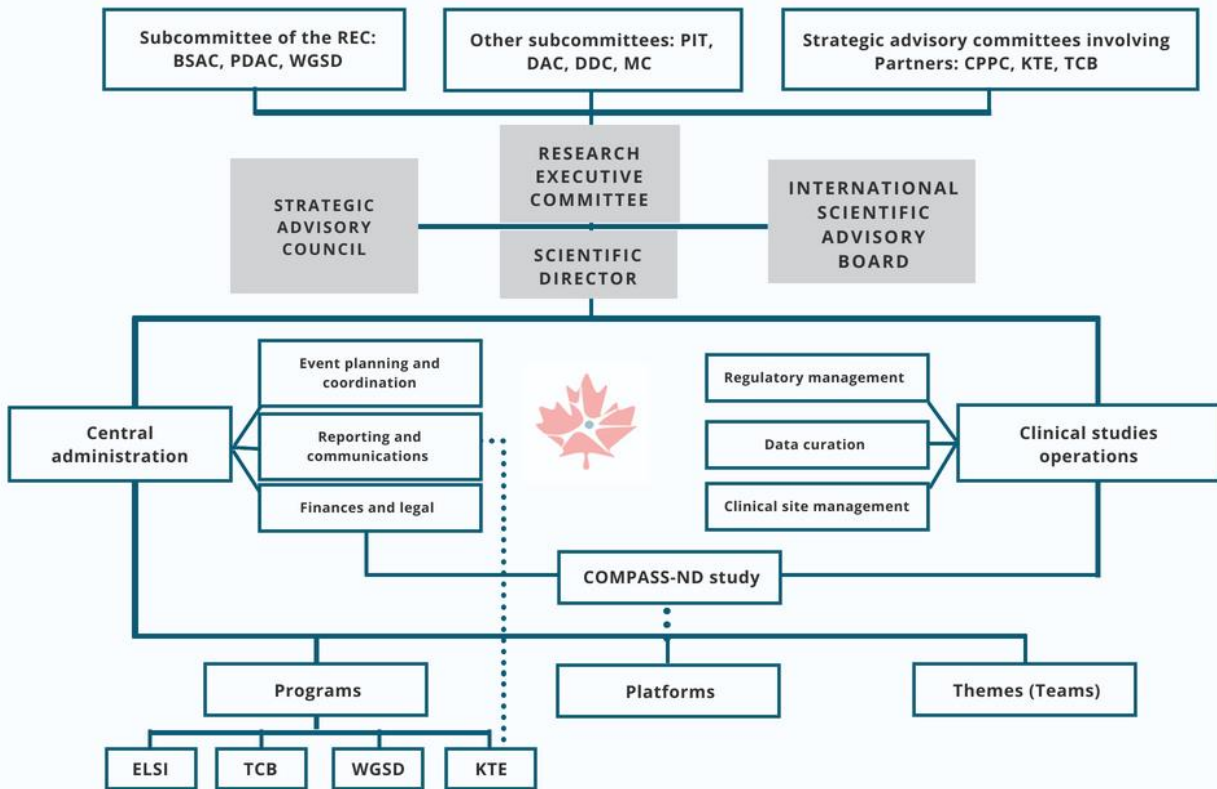 Subcommittee of the REC:
BSAC, PDAC, WGSD
Other subcommittees: PIT,
DAC, DDC, MC
Strategic advisory committees involving
Partners: CPPC, KTE, TCB
RESEARCH
EXECUTIVE
COMMITTEE
STRATEGIC
ADVISORY
COUNCIL
INTERNATIONAL
SCIENTIFIC
ADVISORY
BOARD
SCIENTIFIC
DIRECTOR
Central
administration
Event planning and
coordination
Reporting and
communications
Finances and legal
Regulatory management
Data curation
Clinical site management
Clinical studies
operations
COMPASS-ND study
Programs
Platforms
Themes (Teams)
ELSI
TCB
WGSD
KTE